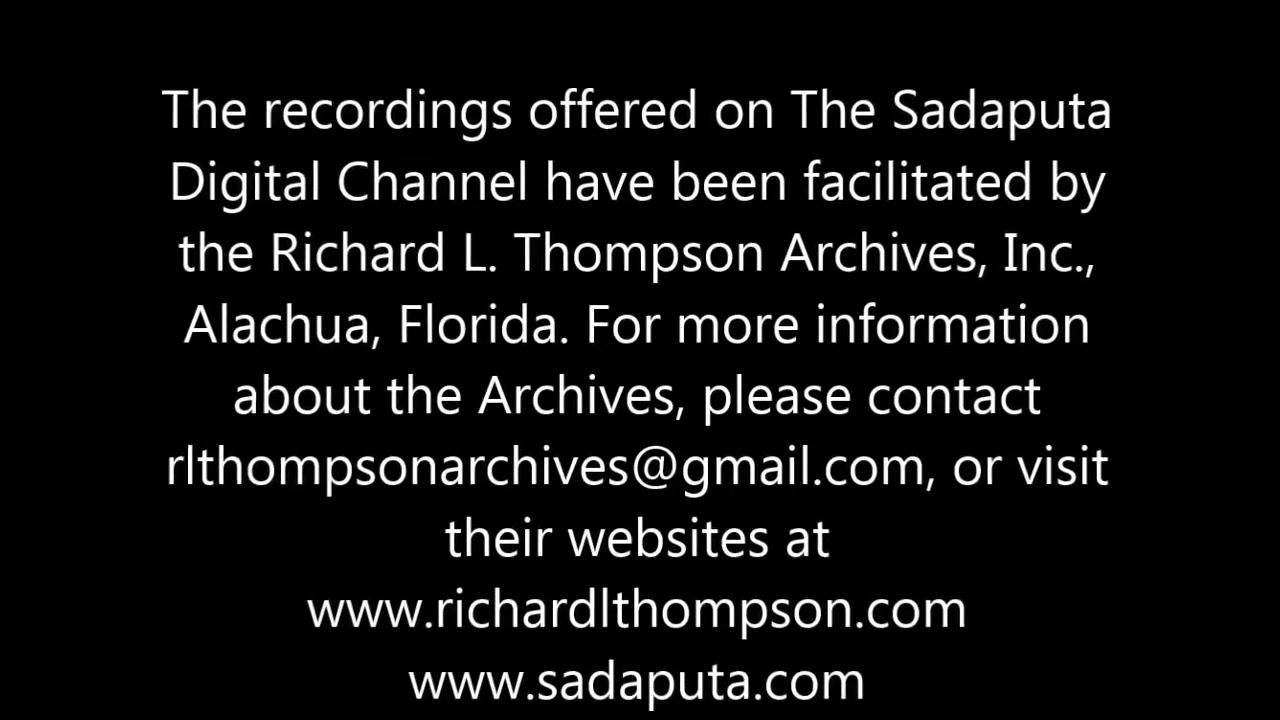 The recordings offered on The Sadaputa
Digital Channel have been facilitated by
the Richard L. Thompson Archives, Inc.,
Alachua, Florida. For more information
about the Archives, please contact
rlthompsonarchives@gmail.com, or visit
their websites at
www.richardlthompson.com
www.sadaputa.com